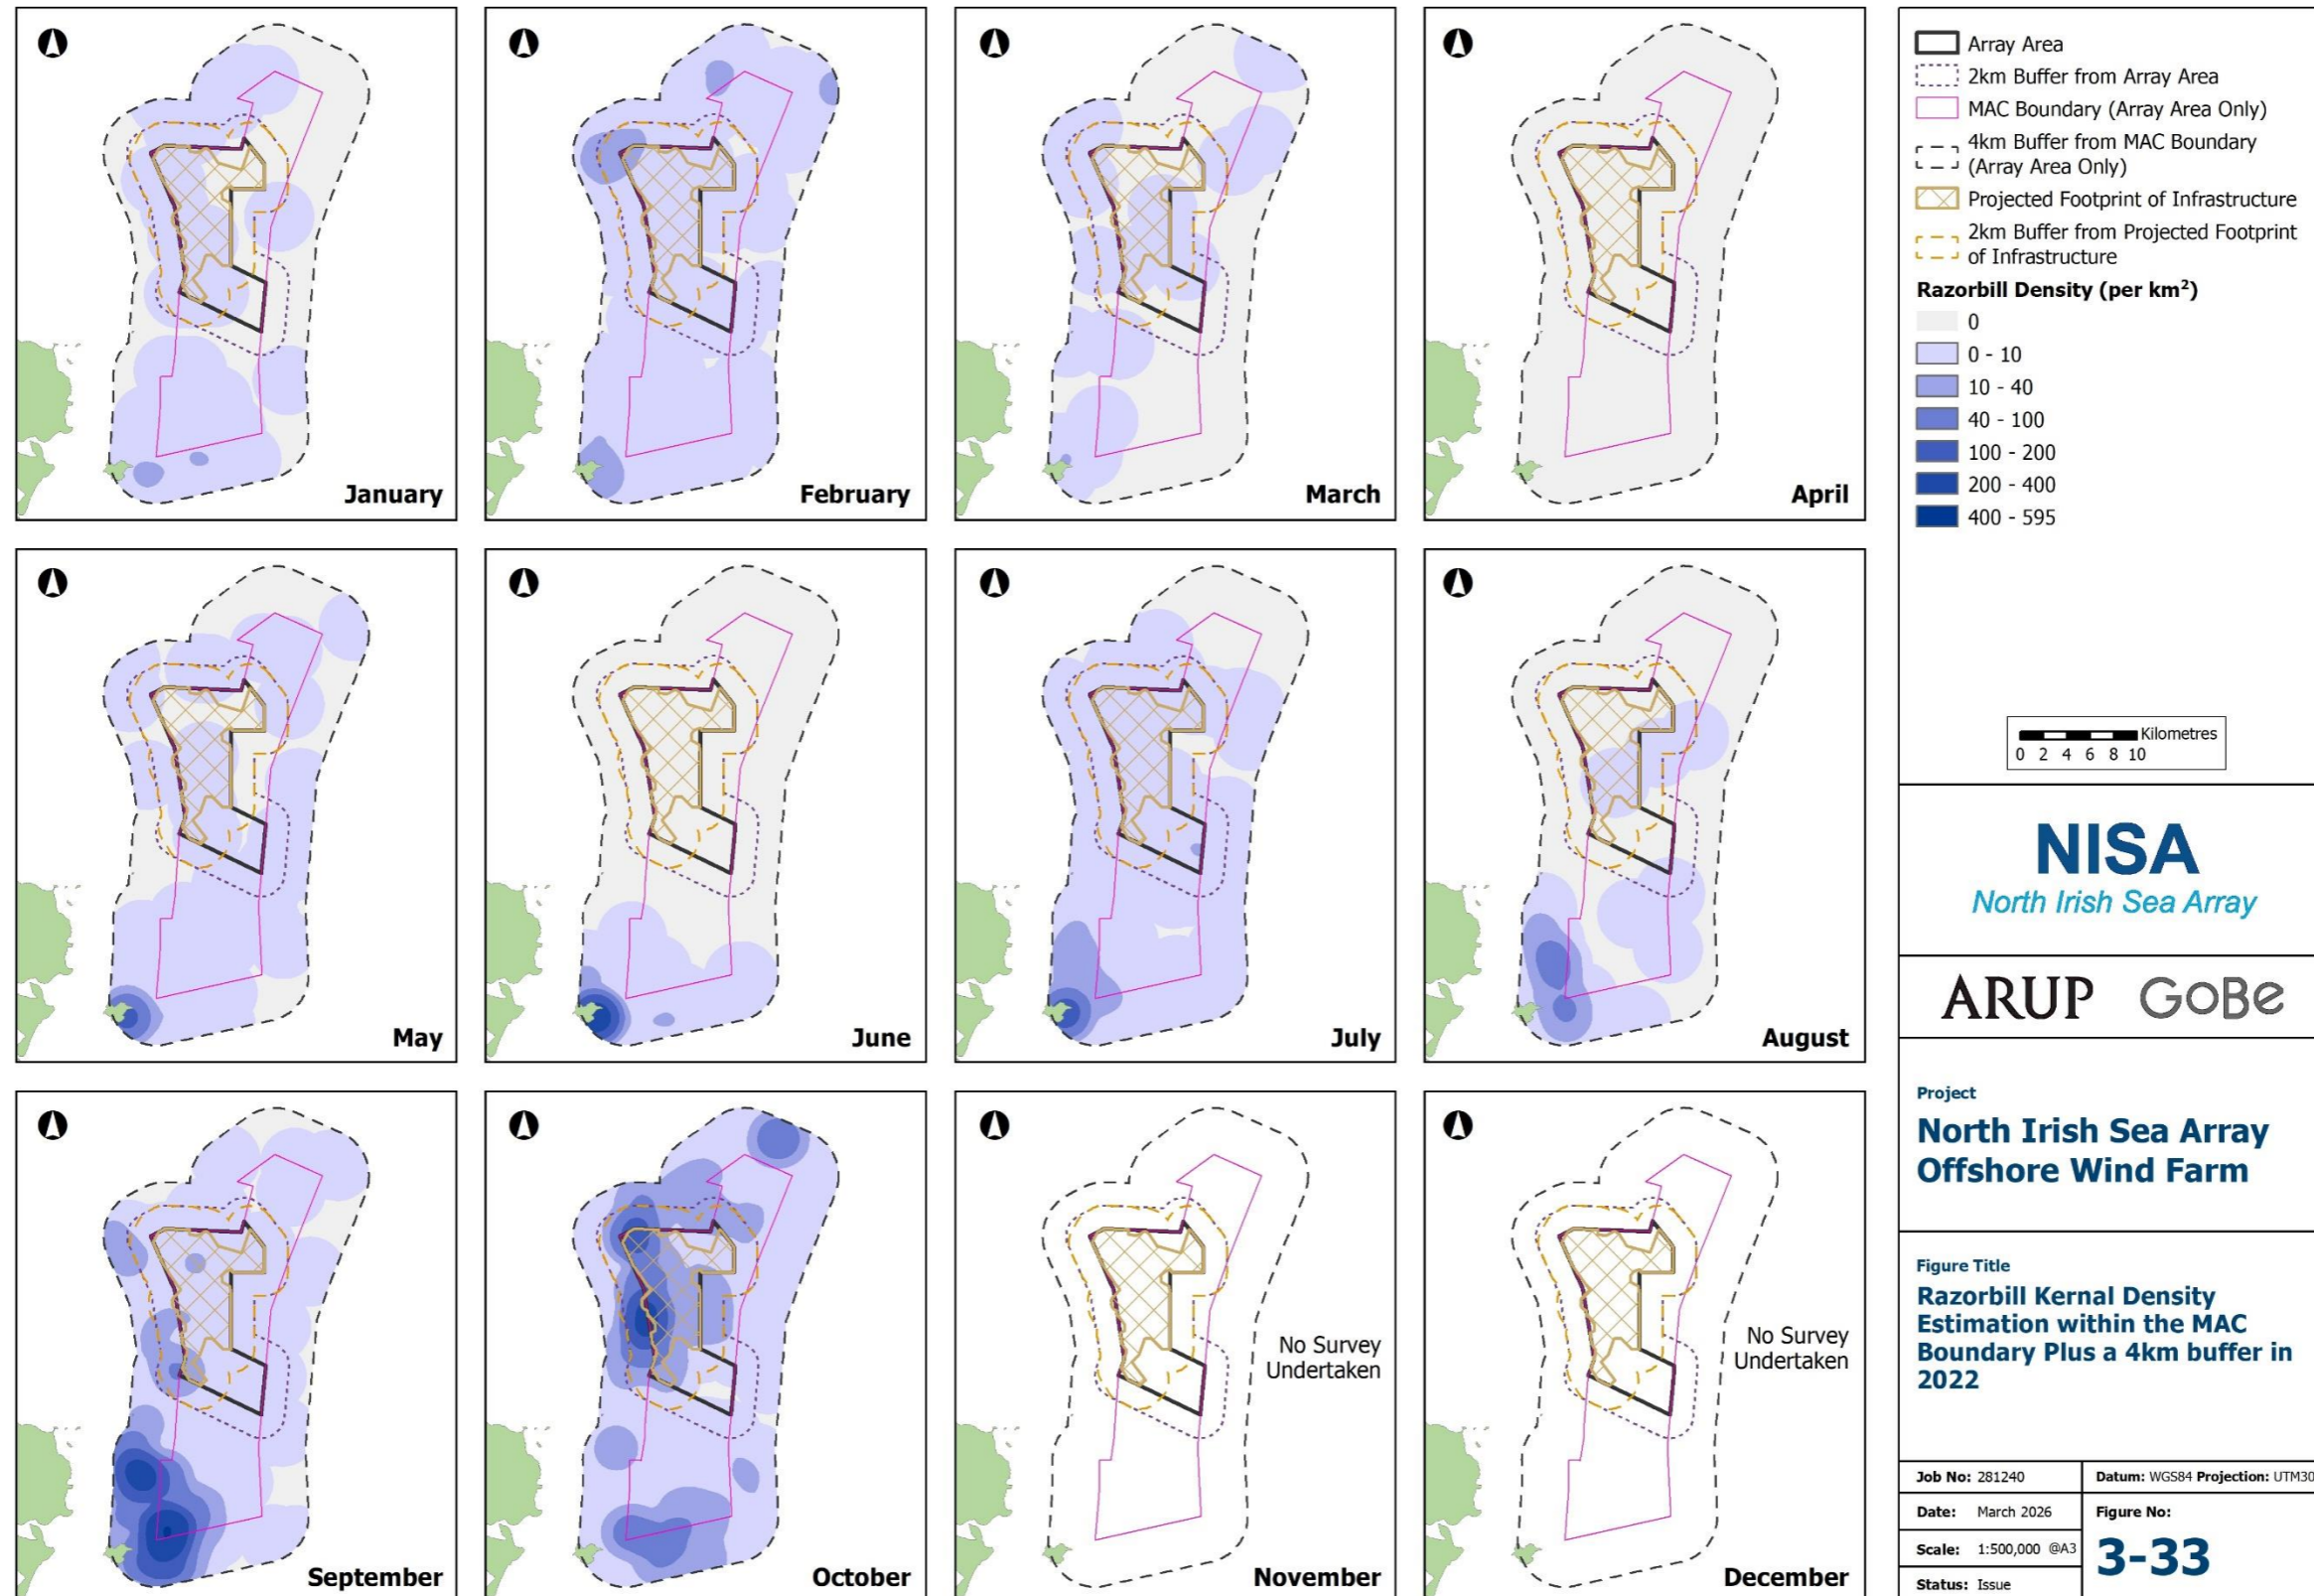 January
February
March
April
May
June
July
August
September
October
No Survey
Undertaken
November
No Survey
Undertaken
December
Array Area
2km Buffer from Array Area
MAC Boundary (Array Area Only)
4km Buffer from MAC Boundary
(Array Area Only)
Projected Footprint of Infrastructure
2km Buffer from Projected Footprint
of Infrastructure
Razorbill Density (per km²)
0
0 - 10
10 - 40
40 - 100
100 - 200
200 - 400
400 - 595
Kilometres
0 2 4 6 8 10
NISA
North Irish Sea Array
ARUP GoBe
Project
North Irish Sea Array
Offshore Wind Farm
Figure Title
Razorbill Kernal Density
Estimation within the MAC
Boundary Plus a 4km buffer in
2022
Job No: 281240
Datum: WGS84 Projection: UTM30
Date: March 2026
Figure No:
Scale: 1:500,000 @A3
3-33
Status: Issue